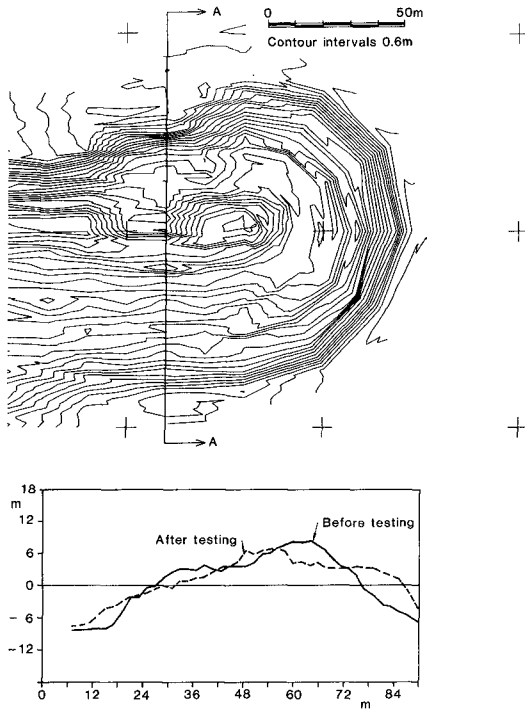 A
0 50m
Contour intervals 0.6m
A
18
m
12
6
0
- 6
- 12
After testing
Before testing
0 12 24 36 48 60 72 84
m